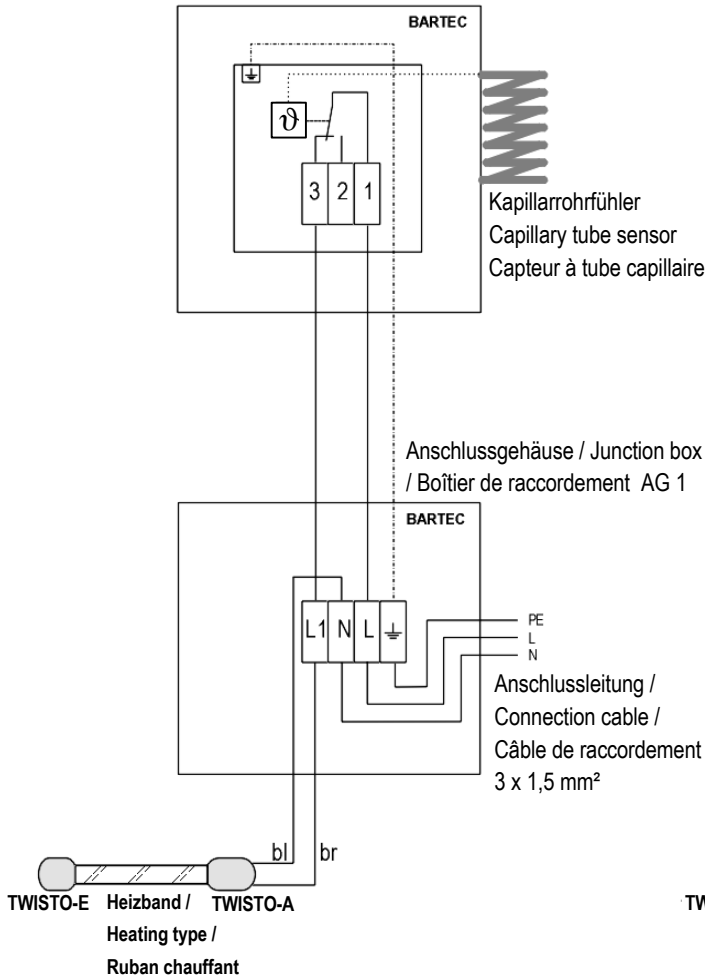 BARTEC
ϑ
3 2 1
Kapillarrohrfühler
Capillary tube sensor
Capteur à tube capillaire
Anschlussgehäuse / Junction box
/ Boîtier de raccordement AG 1
BARTEC
L1 N L
PE
L
N
Anschlussleitung /
Connection cable /
Câble de raccordement
3 x 1,5 mm²
bl br
TWISTO-E Heizband / TWISTO-A
Heating type /
Ruban chauffant
TW